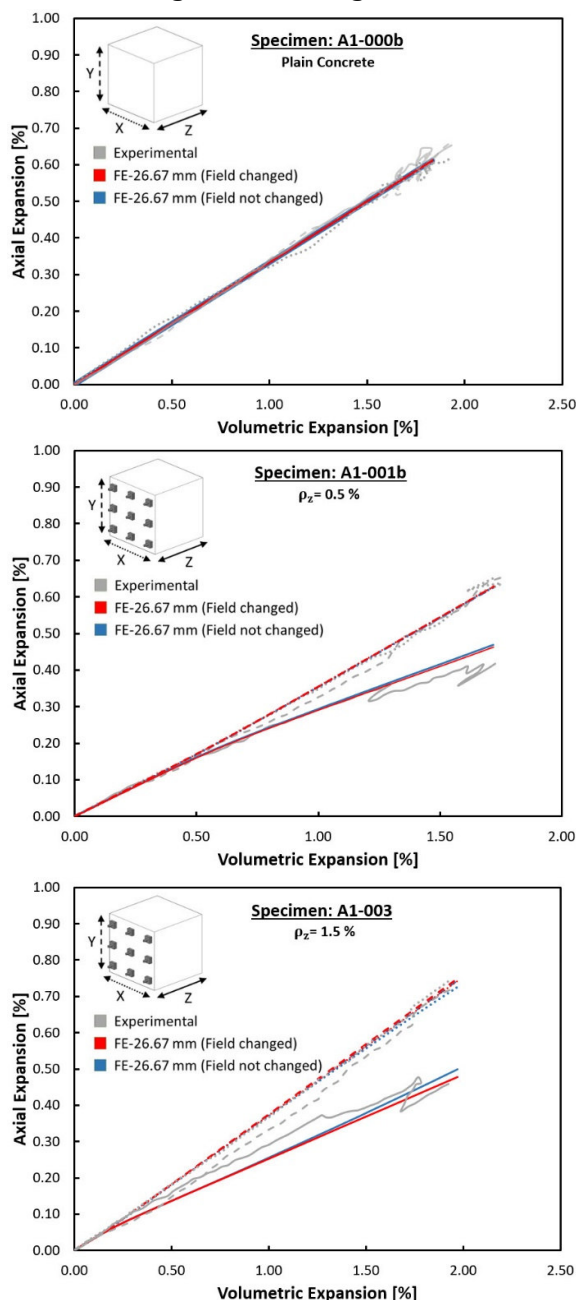 1.00
0.90
0.80
0.70
0.60
0.50
0.40
0.30
0.20
0.10
0.00
Axial Expansion [%]
Y
X
Z
Specimen: A1-000b
Plain Concrete
Experimental
FE-26.67 mm (Field changed)
FE-26.67 mm (Field not changed)
0.00 0.50 1.00 1.50 2.00 2.50
Volumetric Expansion [%]
1.00
0.90
0.80
0.70
0.60
0.50
0.40
0.30
0.20
0.10
0.00
Axial Expansion [%]
Y
X
Z
Specimen: A1-001b
ρz= 0.5 %
Experimental
FE-26.67 mm (Field changed)
FE-26.67 mm (Field not changed)
0.00 0.50 1.00 1.50 2.00
Volumetric Expansion [%]
1.00
0.90
0.80
0.70
0.60
0.50
0.40
0.30
0.20
0.10
0.00
Axial Expansion [%]
Y
X
Z
Specimen: A1-003
ρz= 1.5 %
Experimental
FE-26.67 mm (Field changed)
FE-26.67 mm (Field not changed)
0.00 0.50 1.00 1.50 2.00 2.50
Volumetric Expansion [%]